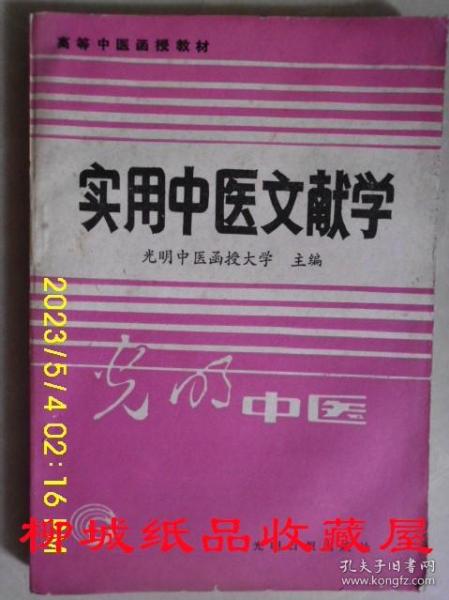 高等中医函授教材
实用中医文献学
光明中医函授大学 主编
光明中医
2023/5/4 02:16
柳城纸品收藏屋
孔夫子旧书网
www.kongfz.com